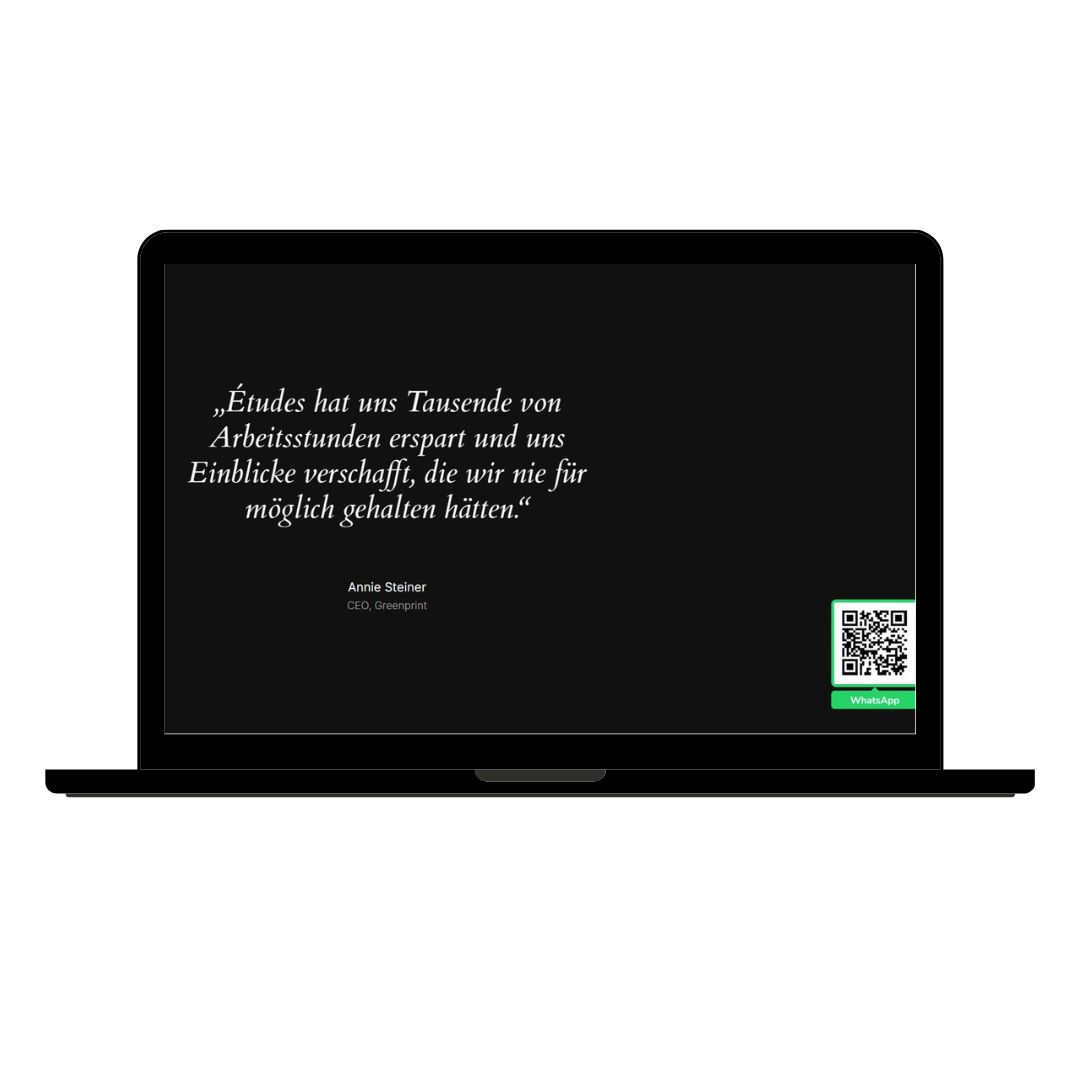 „Études hat uns Tausende von
Arbeitsstunden erspart und uns
Einblicke verschafft, die wir nie für
möglich gehalten hätten.“
Annie Steiner
CEO, Greenprint
WhatsApp